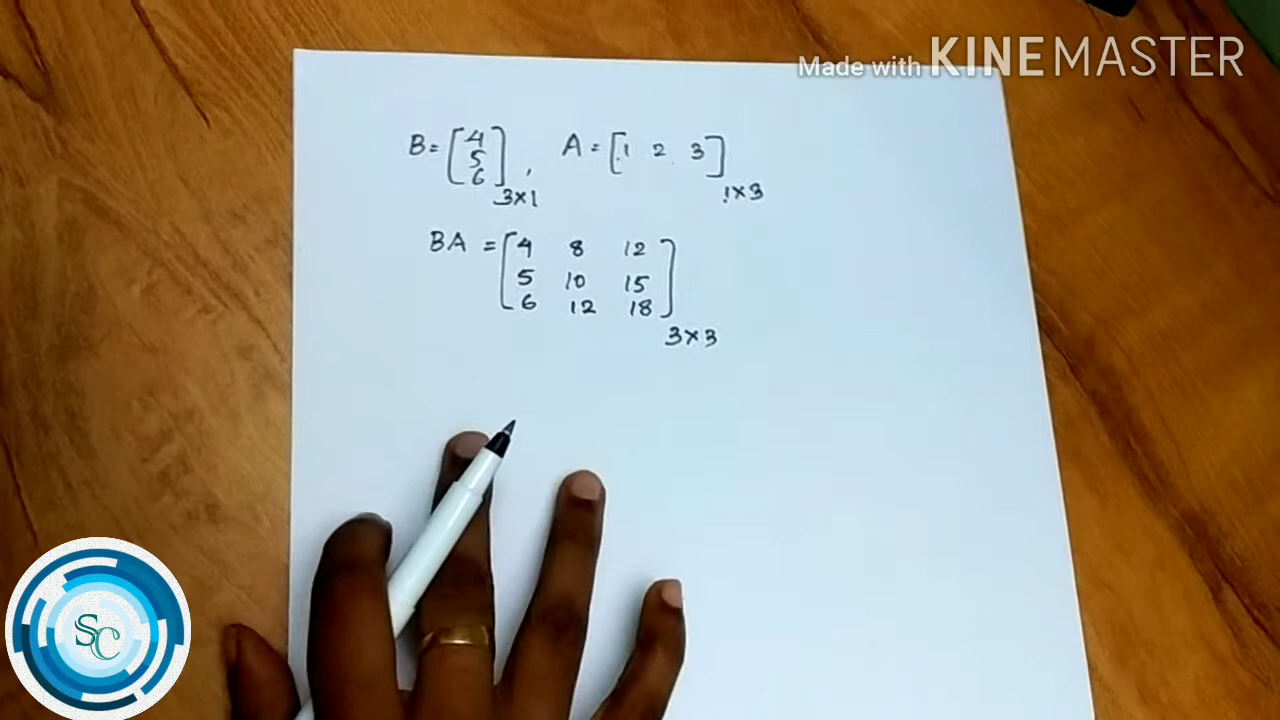 Made with KINEMASTER
B = [4 5 6] 3×1 , A = [1 2 3] 1×3
BA = [4 8 12
5 10 15
6 12 18] 3×3
SC